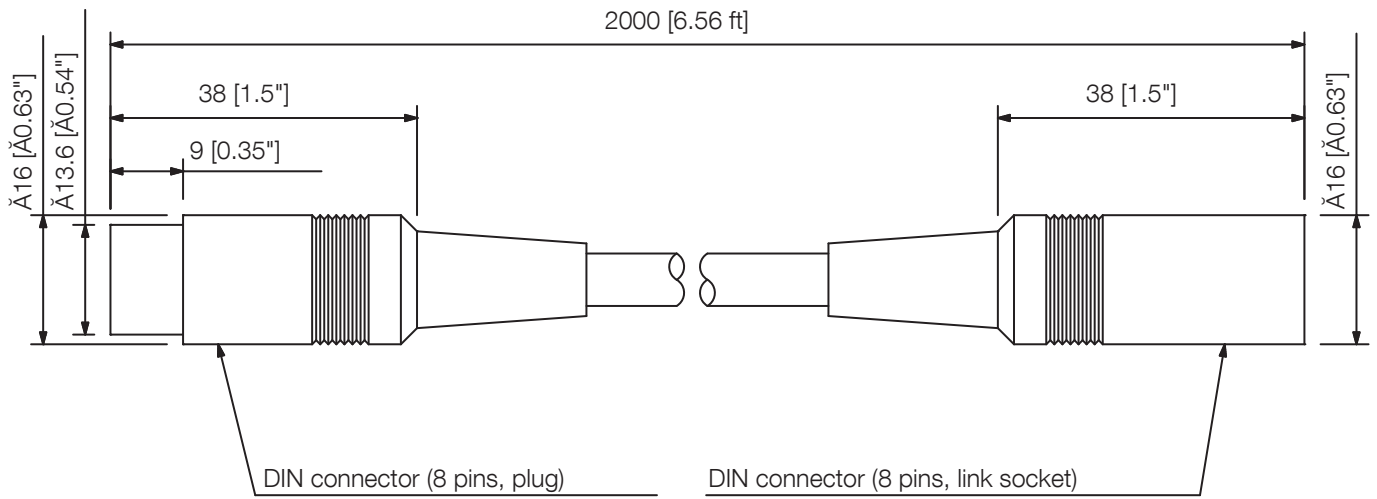 2000 [6.56 ft]
38 [1.5"]
38 [1.5"]
9 [0.35"]
Ă16 [Ă0.63"]
Ă13.6 [Ă0.54"]
Ă16 [Ă0.63"]
DIN connector (8 pins, plug)
DIN connector (8 pins, link socket)